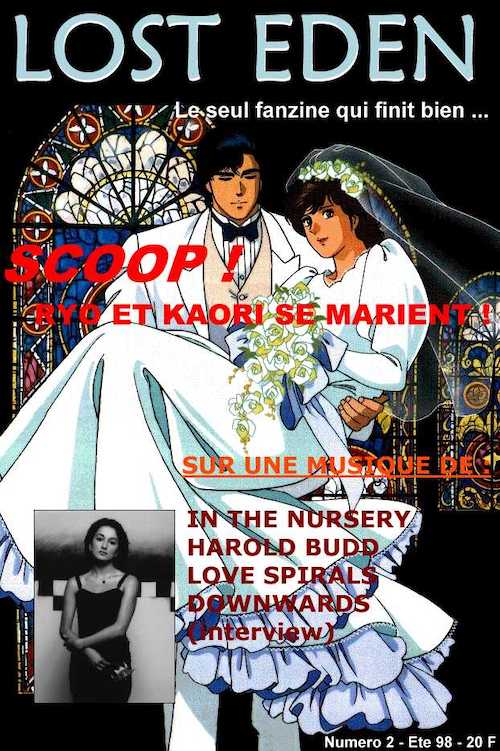 LOST EDEN
Le seul fanzine qui finit bien ...
SCOOP !
RYO ET KAORI SE MARIENT !
SUR UNE MUSIQUE DE :
IN THE NURSERY
HAROLD BUDD
LOVE SPIRALS
DOWNWARDS
(Interview)
Numero 2 - Ete 98 - 20 F